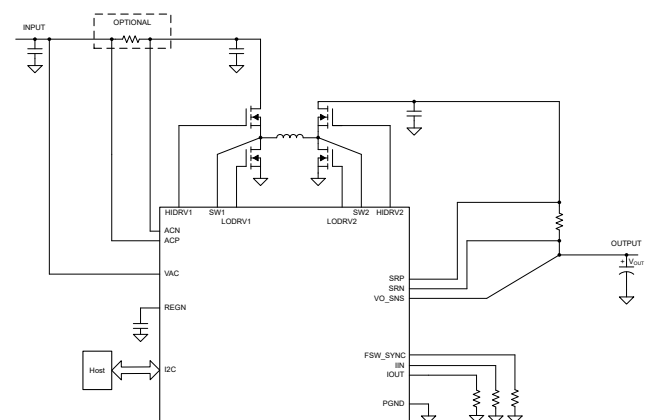 INPUT
OPTIONAL
HIDRV1
SW1
LODRV1
LODRV2
SW2
HIDRV2
ACN
ACP
VAC
REGN
Host
I2C
SRP
SRN
VO_SNS
OUTPUT
+ VOUT
FSW_SYNC
IIN
IOUT
PGND